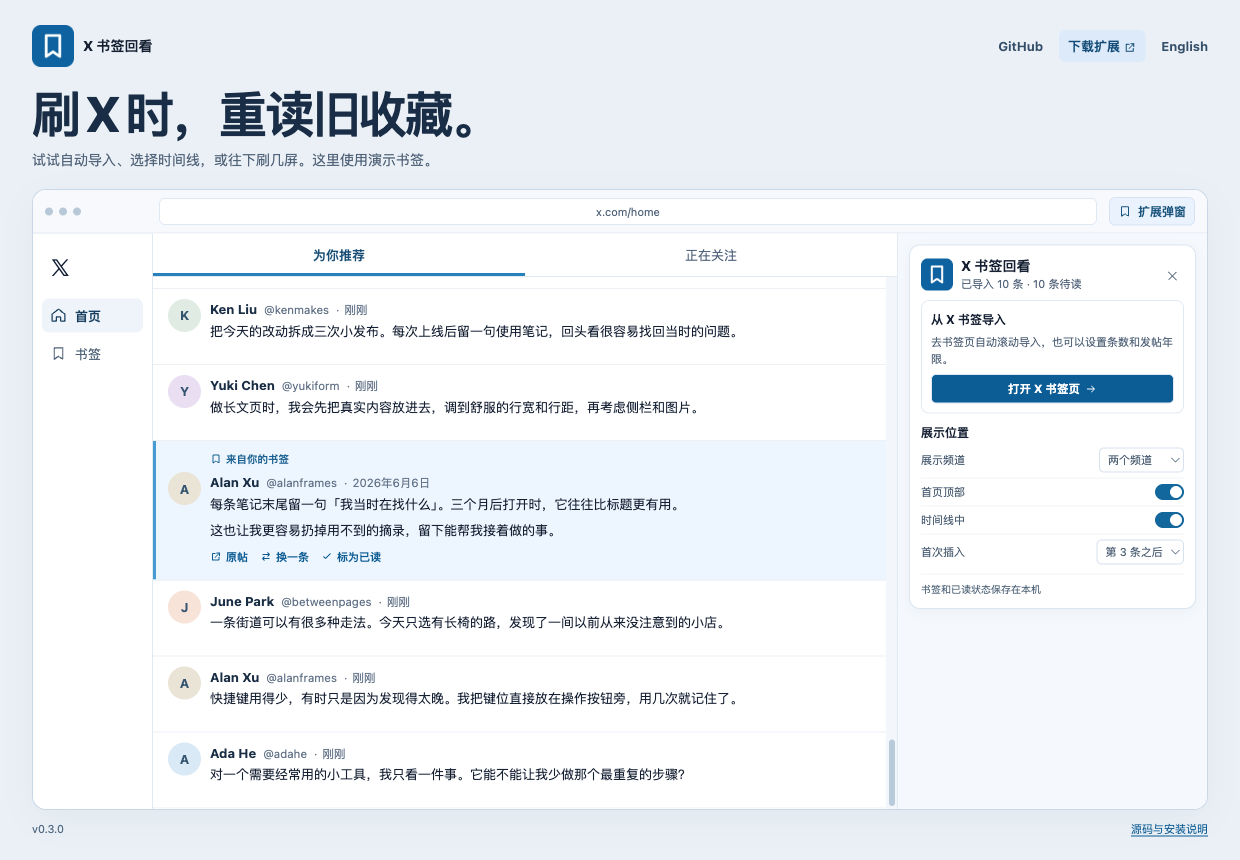 X 书签回看
GitHub
下载扩展
English
刷 X 时，重读旧收藏。
试试自动导入、选择时间线，或往下刷几屏。这里使用演示书签。
x.com/home
扩展弹窗
首页
书签
为你推荐
正在关注
K
Ken Liu @kenmakes · 刚刚
把今天的改动拆成三次小发布。每次上线后留一句使用笔记，回头看很容易找回当时的问题。
Y
Yuki Chen @yukiform · 刚刚
做长文页时，我会先把真实内容放进去，调到舒服的行宽和行距，再考虑侧栏和图片。
来自你的书签
A
Alan Xu @alanframes · 2026年6月6日
每条笔记末尾留一句「我当时在找什么」。三个月后打开时，它往往比标题更有用。
这也让我更容易扔掉用不到的摘录，留下能帮我接着做的事。
原帖 换一条 标为已读
J
June Park @betweenpages · 刚刚
一条街道可以有很多种走法。今天只选有长椅的路，发现了一间以前从来没注意到的小店。
A
Alan Xu @alanframes · 刚刚
快捷键用得少，有时只是因为发现得太晚。我把键位直接放在操作按钮旁，用几次就记住了。
A
Ada He @adahe · 刚刚
对一个需要经常用的小工具，我只看一件事。它能不能让我少做那个最重复的步骤？
X 书签回看
已导入 10 条 · 10 条待读
从 X 书签导入
去书签页自动滚动导入，也可以设置条数和发帖年
限。
打开 X 书签页 →
展示位置
展示频道
两个频道
首页顶部
时间线中
首次插入
第 3 条之后
书签和已读状态保存在本机
v0.3.0
源码与安装说明